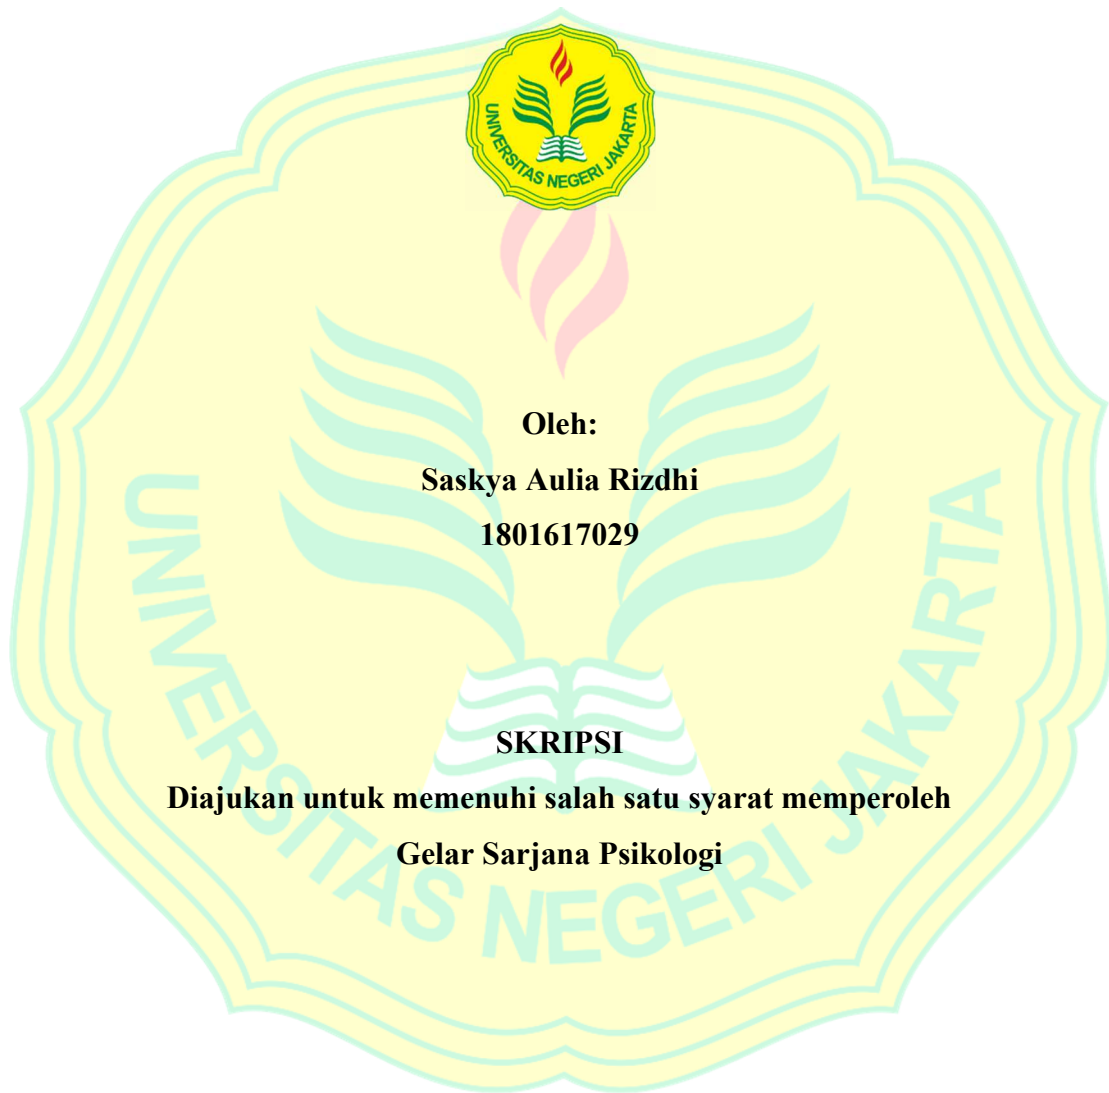 UNIVERSITAS NEGERI JAKARTA
Oleh:
Saskya Aulia Rizdhi
1801617029
SKRIPSI
Diajukan untuk memenuhi salah satu syarat memperoleh
Gelar Sarjana Psikologi
UNIVERSITAS NEGERI JAKARTA